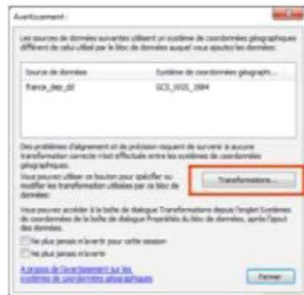 Avertissement :
Les sources de données suivantes utilisent un système de coordonnées géographiques
différent de celui utilisé par le bloc de données auquel vous ajoutez les données:
Source de données Système de coordonnées géographi...
france_dep_dd GCS_WGS_1984
Des problèmes d'alignement et de précision risquent de survenir si aucune
transformation correcte n'est effectuée entre les systèmes de coordonnées
géographiques.
Vous pouvez utiliser ce bouton pour spécifier ou
modifier les transformations utilisées par ce bloc de
données:
Transformations...
Vous pouvez accéder à la boîte de dialogue Transformations depuis l'onglet Systèmes
de coordonnées de la boîte de dialogue Propriétés du bloc de données, après l'ajout
des données.
Ne plus jamais m'avertir pour cette session
Ne plus jamais m'avertir
A propos de l'avertissement sur les
systèmes de coordonnées géographiques
Fermer